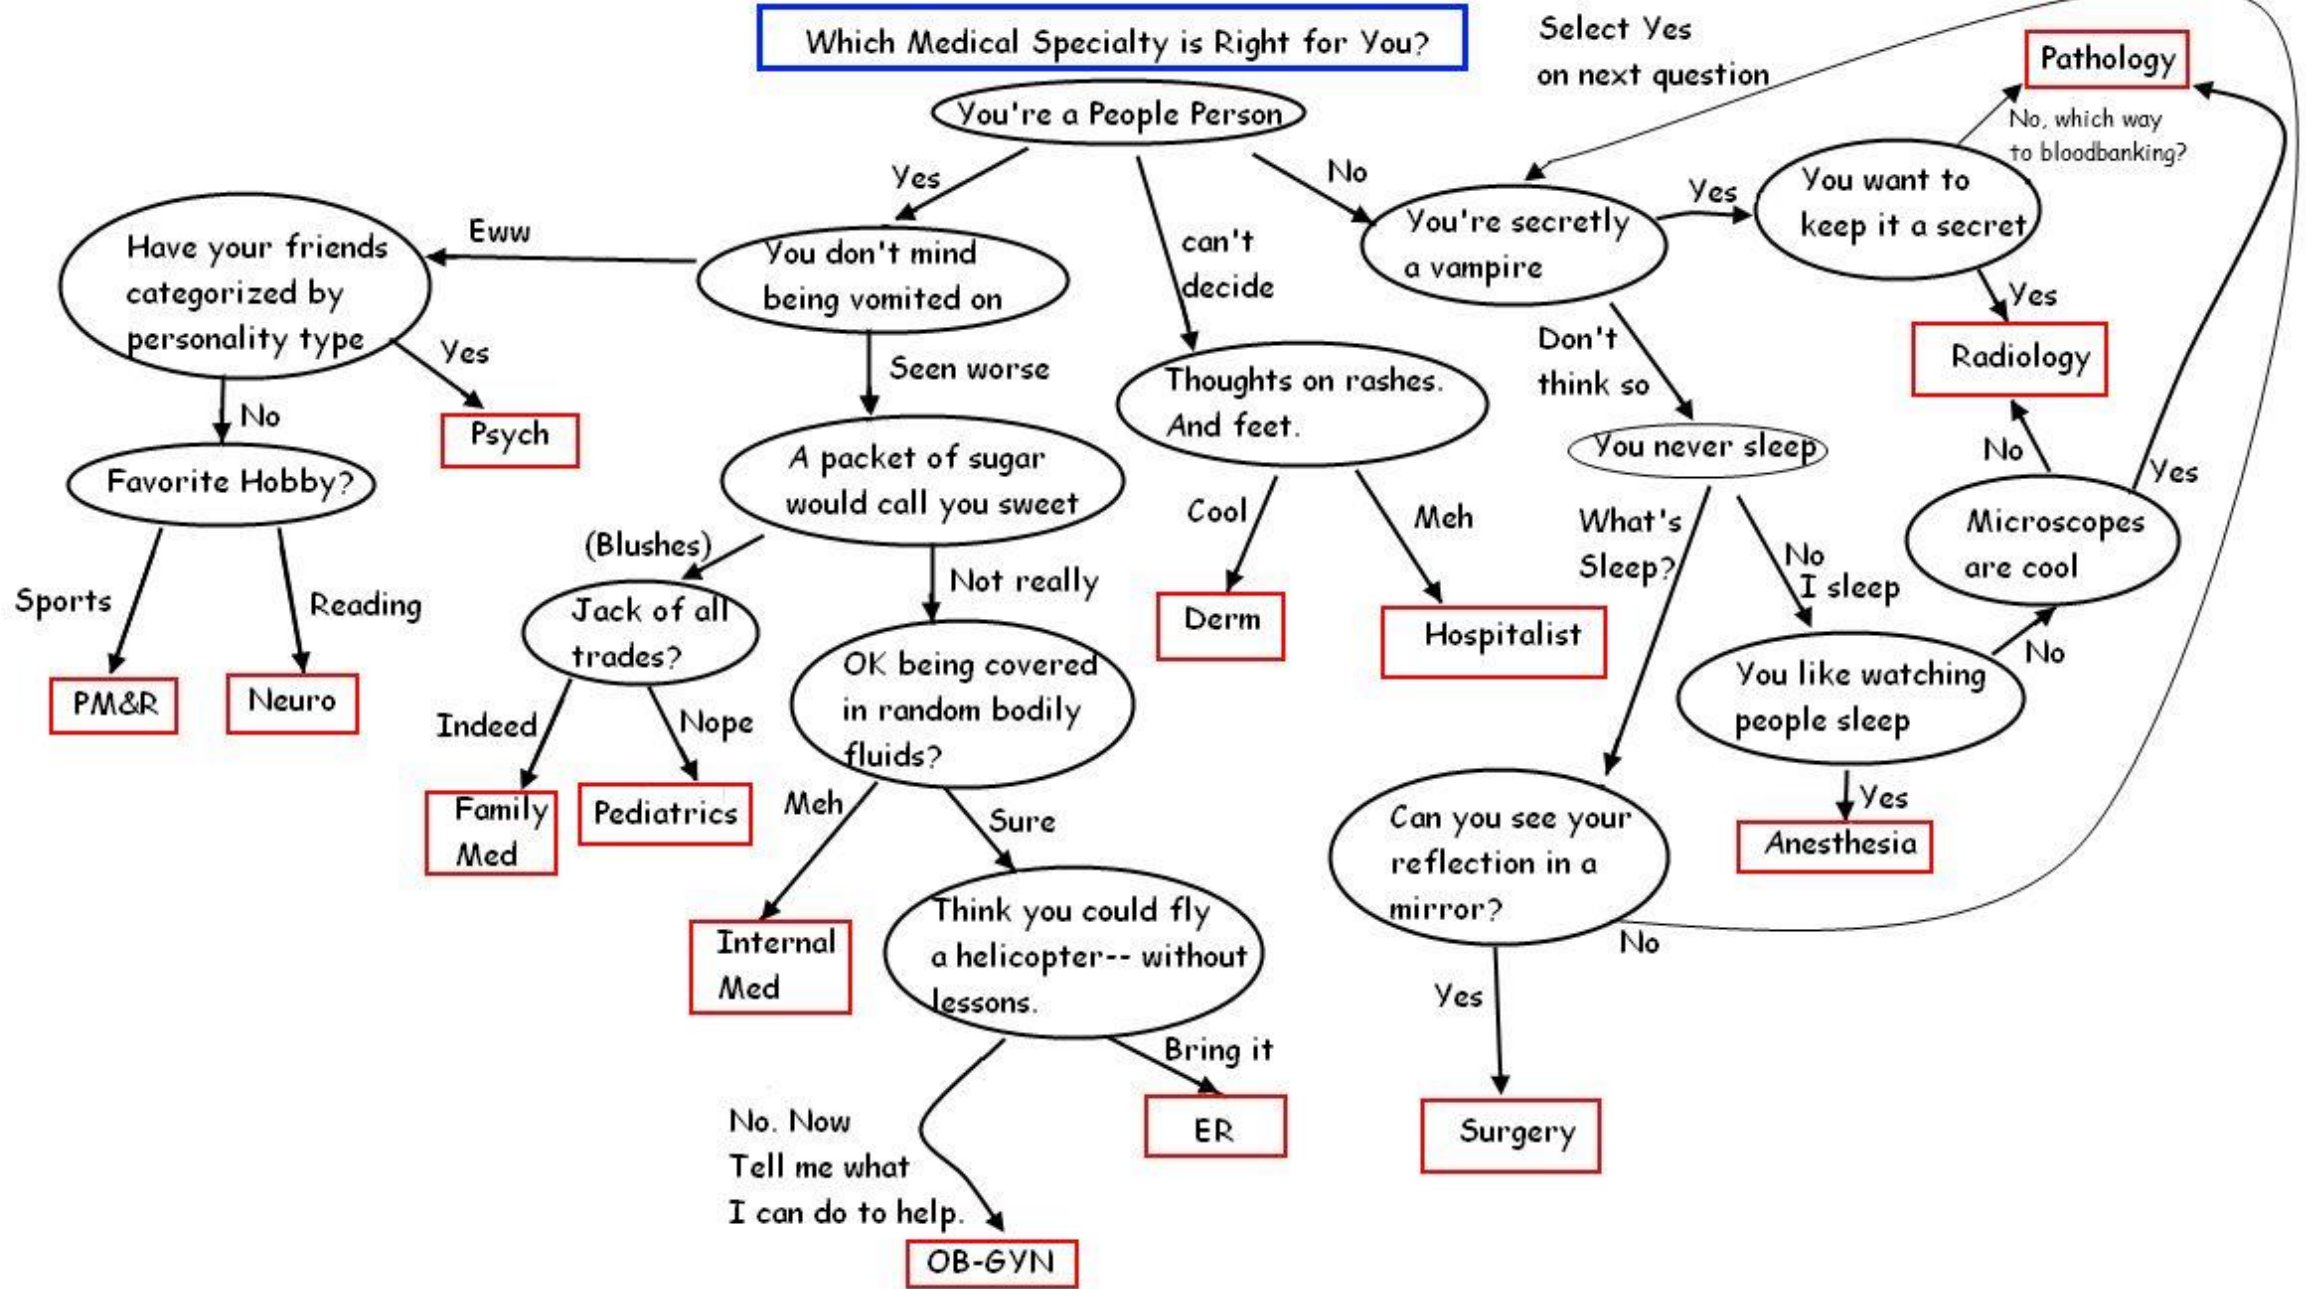 Which Medical Specialty is Right for You?
Select Yes
on next question
Pathology
You're a People Person
No, which way
to bloodbanking?
Yes
can't
decide
No
You're secretly
a vampire
Yes
You want to
keep it a secret
Yes
Radiology
Have your friends
categorized by
personality type
Eww
You don't mind
being vomited on
Yes
Psych
No
Favorite Hobby?
Sports
Reading
PM&R
Neuro
Seen worse
A packet of sugar
would call you sweet
(Blushes)
Not really
Jack of all
trades?
Indeed
Nope
Family
Med
Pediatrics
OK being covered
in random bodily
fluids?
Meh
Sure
Internal
Med
Think you could fly
a helicopter-- without
lessons.
Bring it
ER
No. Now
Tell me what
I can do to help.
OB-GYN
Thoughts on rashes.
And feet.
Cool
Meh
Derm
Hospitalist
Don't
think so
You never sleep
What's
Sleep?
No
I sleep
You like watching
people sleep
No
Microscopes
are cool
No
Yes
Yes
Anesthesia
Can you see your
reflection in a
mirror?
No
Yes
Surgery